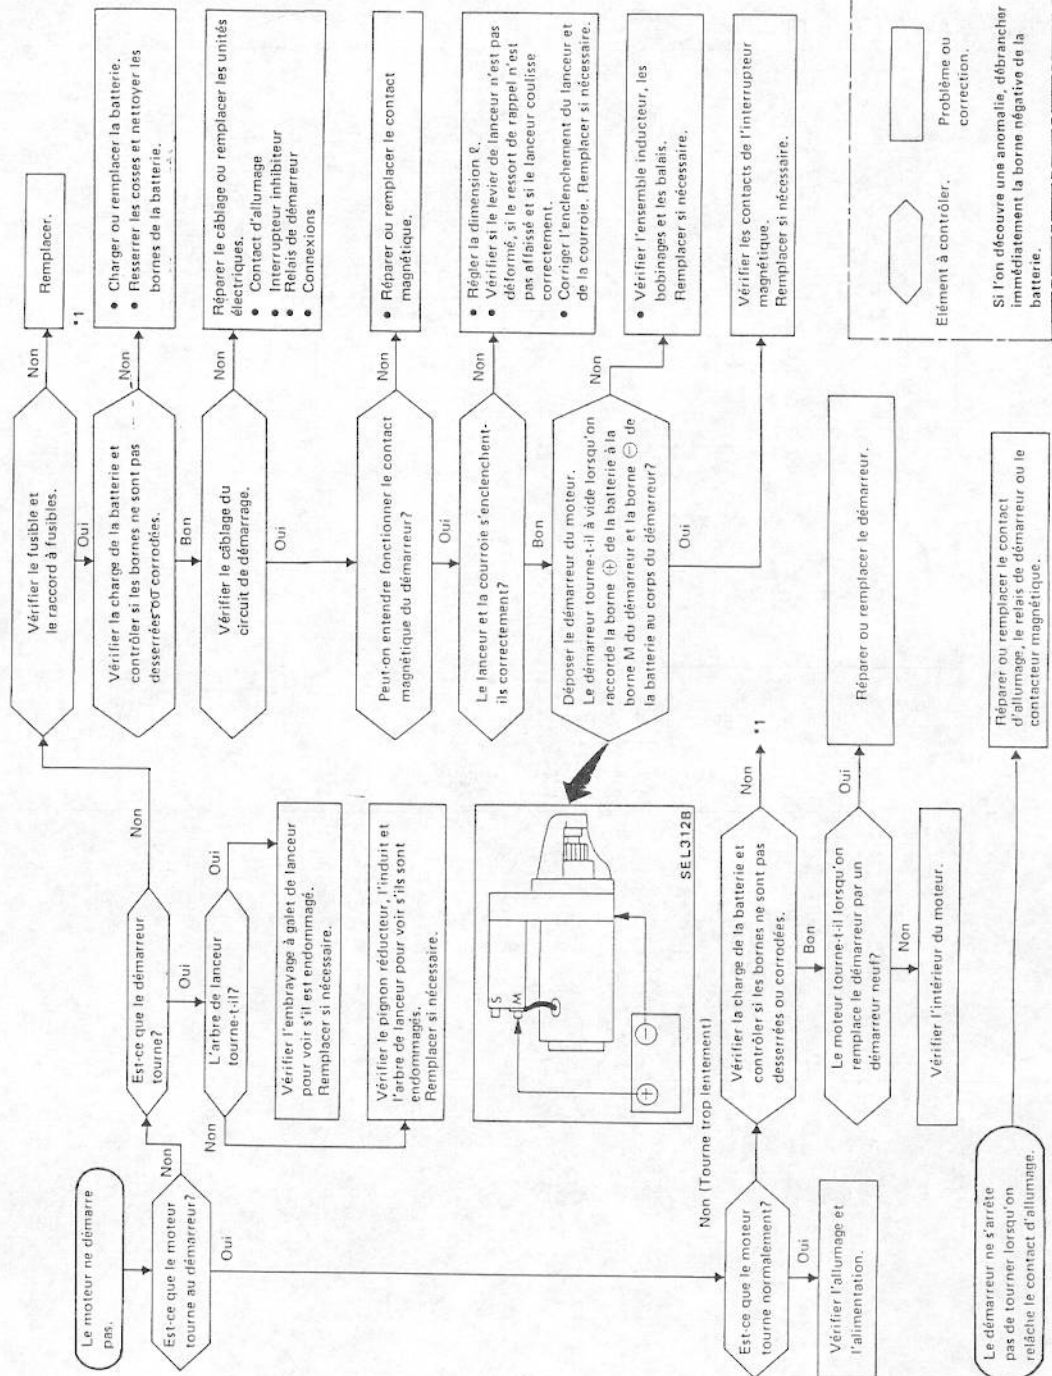 Le moteur ne démarre
pas.
Est-ce que le moteur
tourne au démarreur?
Non
Oui
Est-ce que le démarreur
tourne?
Non
Oui
L'arbre de lanceur
tourne-t-il?
Oui
Non
Vérifier l'embrayage à galet de lanceur
pour voir s'il est endommagé.
Remplacer si nécessaire.
Vérifier le pignon réducteur, l'induit et
l'arbre de lanceur pour voir s'ils sont
endommagés.
Remplacer si nécessaire.
Vérifier le fusible et
le raccord à fusibles.
Non
Remplacer.
Oui
*1
Vérifier la charge de la batterie et
contrôler si les bornes ne sont pas
desserrées ou corrodées.
Non
• Charger ou remplacer la batterie.
• Resserrer les cosses et nettoyer les
bornes de la batterie.
Bon
Vérifier le câblage du
circuit de démarrage.
Non
Réparer le câblage ou remplacer les unités
électriques.
• Contact d'allumage
• Interrupteur inhibiteur
• Relais de démarreur
• Connexions
Oui
Peut-on entendre fonctionner le contact
magnétique du démarreur?
Non
• Réparer ou remplacer le contact
magnétique.
Oui
Le lanceur et la courroie s'enclenchent-
ils correctement?
Non
• Régler la dimension ℓ.
• Vérifier si le levier de lanceur n'est pas
déformé, si le ressort de rappel n'est
pas affaissé et si le lanceur coulisse
correctement.
• Corriger l'enclenchement du lanceur et
de la courroie. Remplacer si nécessaire.
Bon
Déposer le démarreur du moteur.
Le démarreur tourne-t-il à vide lorsqu'on
raccorde la borne ⊕ de la batterie à la
borne M du démarreur et la borne ⊖ de
la batterie au corps du démarreur?
Non
• Vérifier l'ensemble inducteur, les
bobinages et les balais.
Remplacer si nécessaire.
Oui
Vérifier les contacts de l'interrupteur
magnétique.
Remplacer si nécessaire.
S
M
+
−
SEL312B
Est-ce que le moteur
tourne normalement?
Non (Tourne trop lentement)
Oui
Vérifier l'allumage et
l'alimentation.
Vérifier la charge de la batterie et
contrôler si les bornes ne sont pas
desserrées ou corrodées.
Non
*1
Bon
Le moteur tourne-t-il lorsqu'on
remplace le démarreur par un
démarreur neuf?
Oui
Réparer ou remplacer le démarreur.
Non
Vérifier l'intérieur du moteur.
Le démarreur ne s'arrête
pas de tourner lorsqu'on
relâche le contact d'allumage.
Réparer ou remplacer le contact
d'allumage, le relais de démarreur ou le
contacteur magnétique.
Elément à contrôler.
Problème ou
correction.
Si l'on découvre une anomalie, débrancher
immédiatement la borne négative de la
batterie.